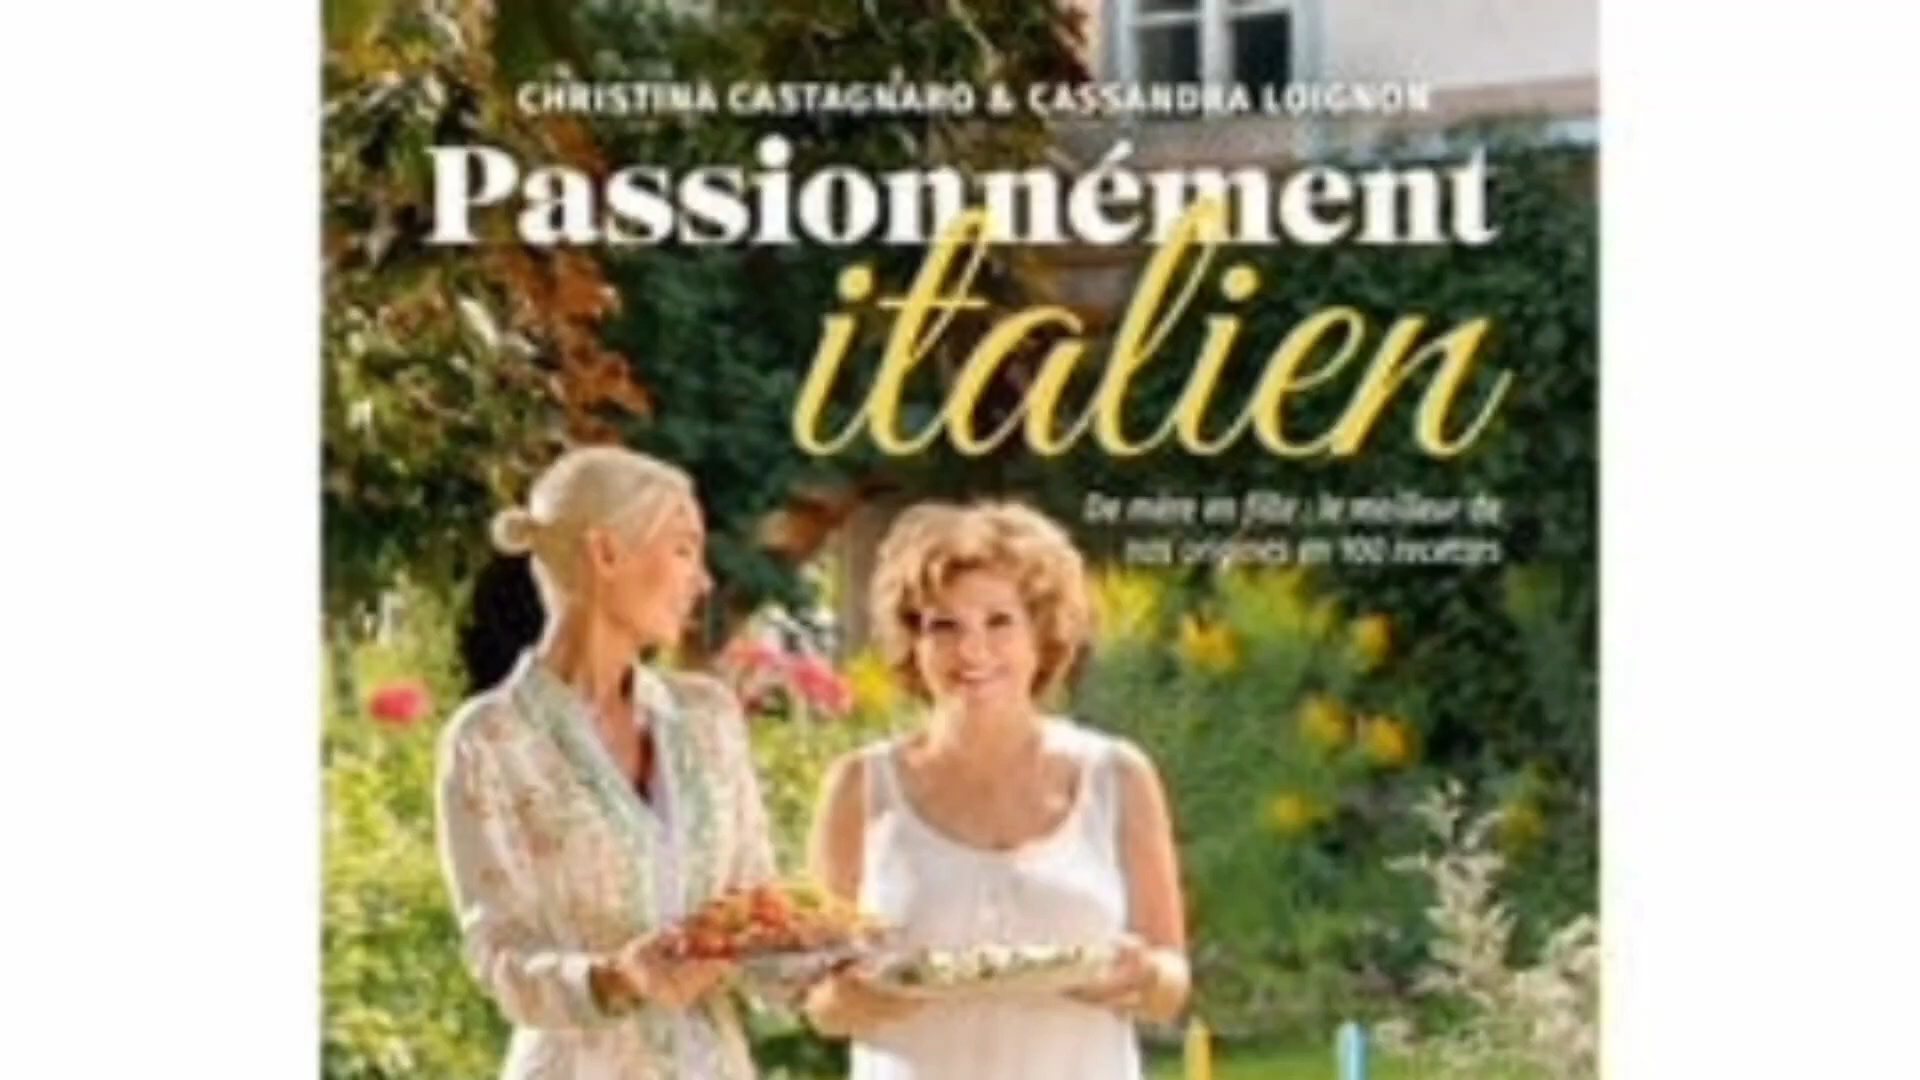 CHRISTINA CASTAGNARO & CASSANDRA LOIGNON
Passionnément
italien
De mère en fille : le meilleur de
nos origines en 100 recettes